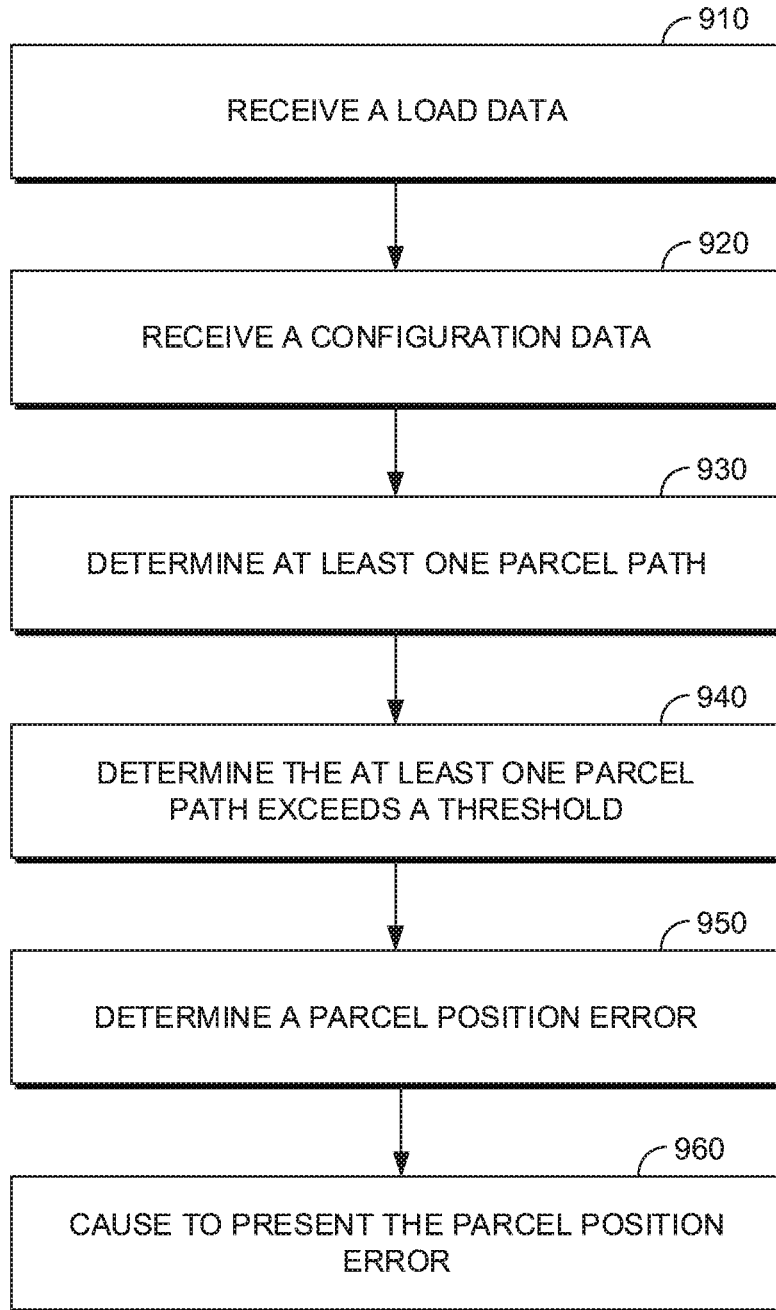 910
RECEIVE A LOAD DATA
920
RECEIVE A CONFIGURATION DATA
930
DETERMINE AT LEAST ONE PARCEL PATH
940
DETERMINE THE AT LEAST ONE PARCEL
PATH EXCEEDS A THRESHOLD
950
DETERMINE A PARCEL POSITION ERROR
960
CAUSE TO PRESENT THE PARCEL POSITION
ERROR